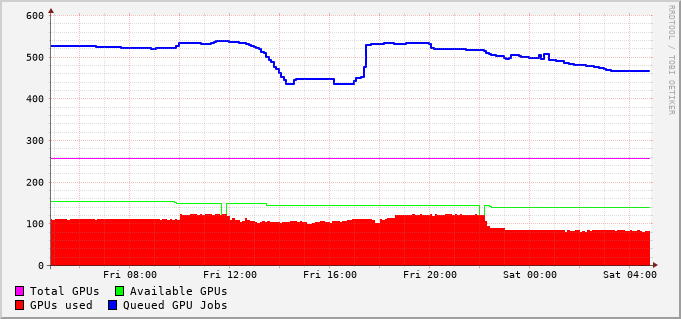 600
500
400
300
200
100
0
Fri 08:00 Fri 12:00 Fri 16:00 Fri 20:00 Sat 00:00 Sat 04:00
Total GPUs Available GPUs
GPUs used Queued GPU Jobs
RRDTOOL / TOBI OETIKER